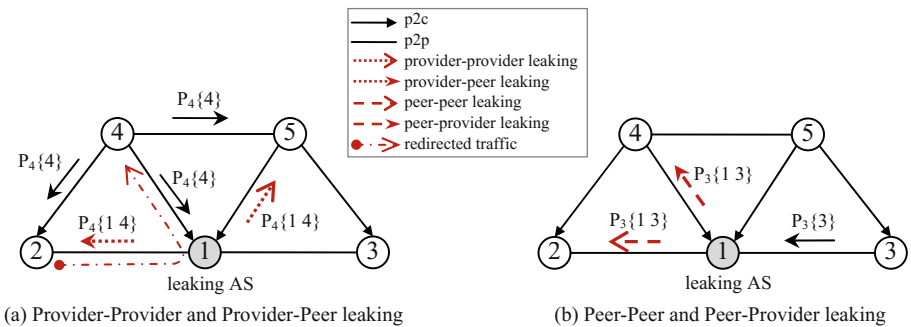 p2c
p2p
provider-provider leaking
provider-peer leaking
peer-peer leaking
peer-provider leaking
redirected traffic
P₄{4}
4
5
P₄{4}
P₄{4}
P₄{1 4}
P₄{1 4}
2
1
3
leaking AS
(a) Provider-Provider and Provider-Peer leaking
4
5
P₃{1 3}
P₃{1 3}
P₃{3}
2
1
3
leaking AS
(b) Peer-Peer and Peer-Provider leaking